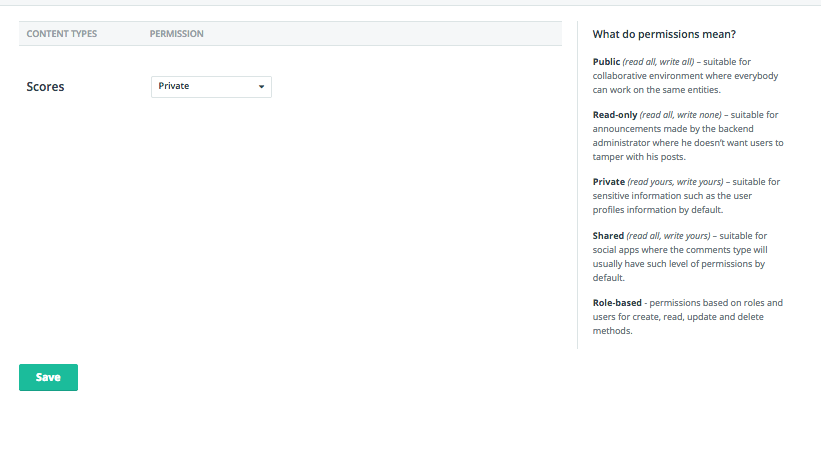 CONTENT TYPES PERMISSION
Scores Private
Save
What do permissions mean?
Public (read all, write all) – suitable for
collaborative environment where everybody
can work on the same entities.
Read-only (read all, write none) – suitable for
announcements made by the backend
administrator where he doesn't want users to
tamper with his posts.
Private (read yours, write yours) – suitable for
sensitive information such as the user
profiles information by default.
Shared (read all, write yours) – suitable for
social apps where the comments type will
usually have such level of permissions by
default.
Role-based - permissions based on roles and
users for create, read, update and delete
methods.